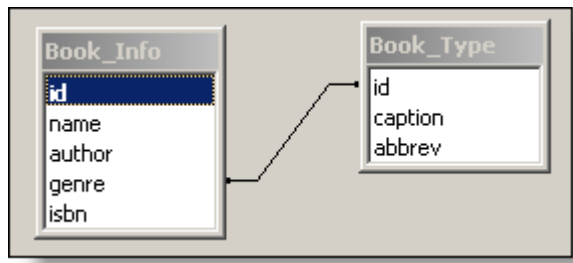 Book_Info
id
name
author
genre
isbn
Book_Type
id
caption
abbrev